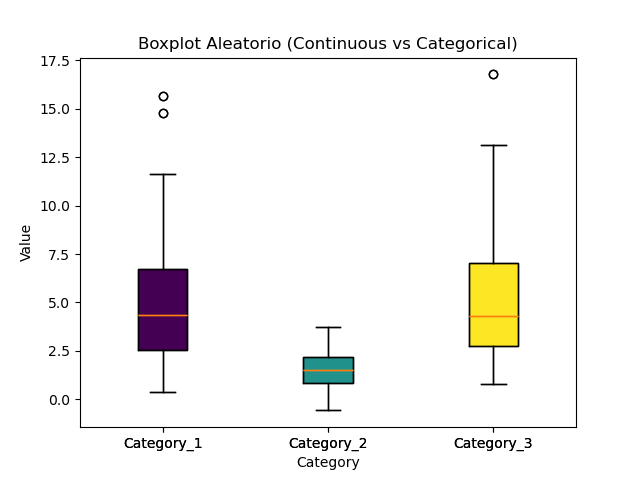 Boxplot Aleatorio (Continuous vs Categorical)
17.5
15.0
12.5
10.0
7.5
5.0
2.5
0.0
Value
Category_1
Category_2
Category_3
Category